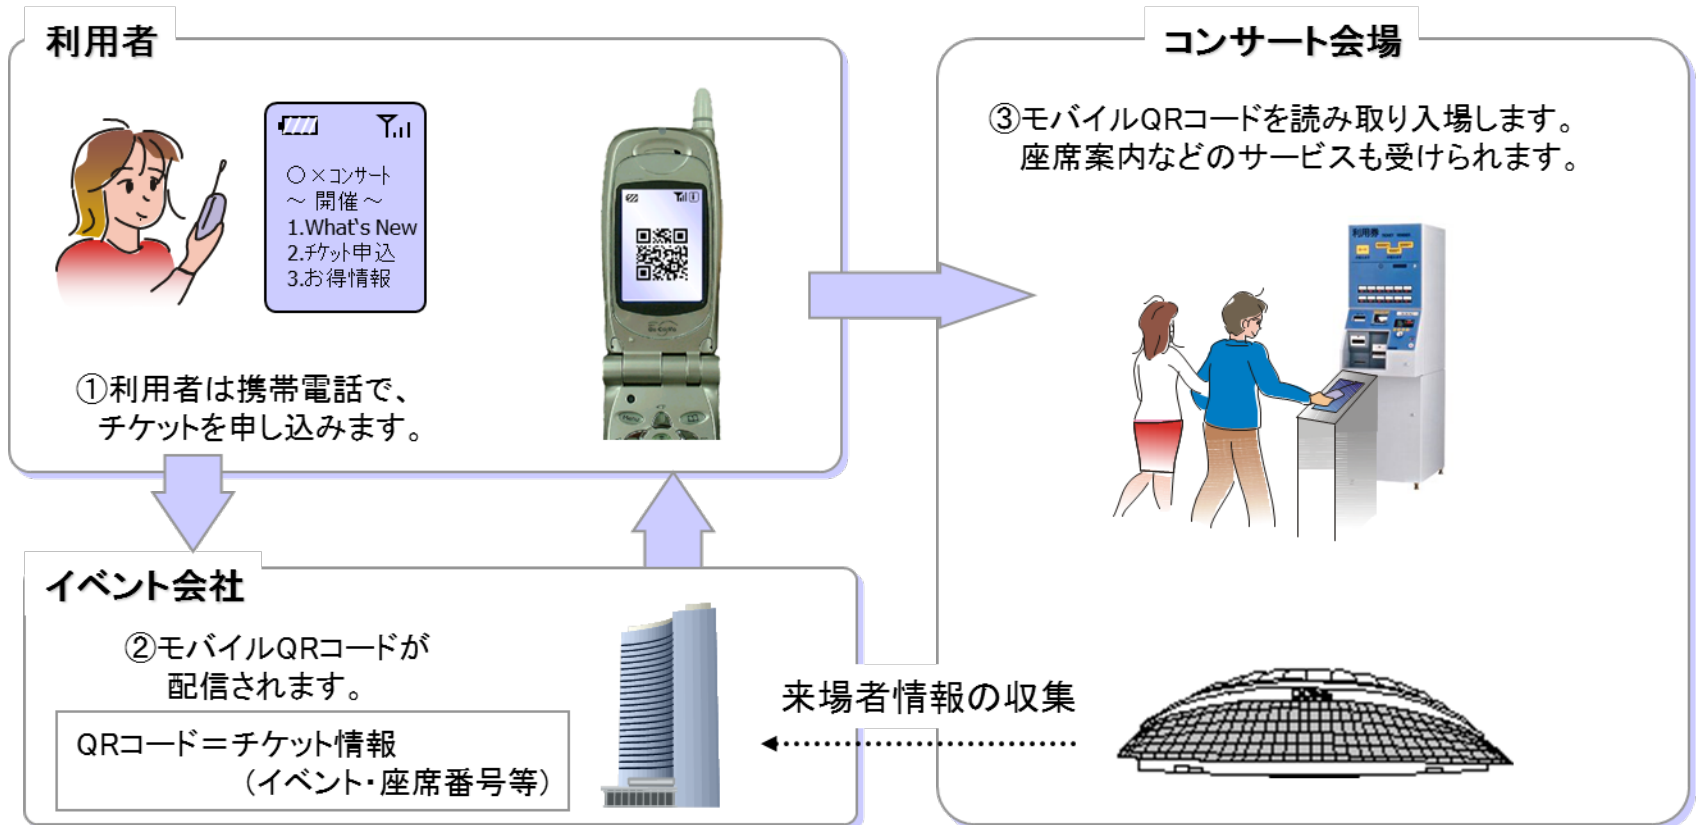 利用者
○×コンサート
～ 開催～
1.What‘s New
2.チケット申込
3.お得情報
①利用者は携帯電話で、
チケットを申し込みます。
イベント会社
②モバイルQRコードが
配信されます。
QRコード＝チケット情報
（イベント・座席番号等）
コンサート会場
③モバイルQRコードを読み取り入場します。
座席案内などのサービスも受けられます。
利用券
来場者情報の収集